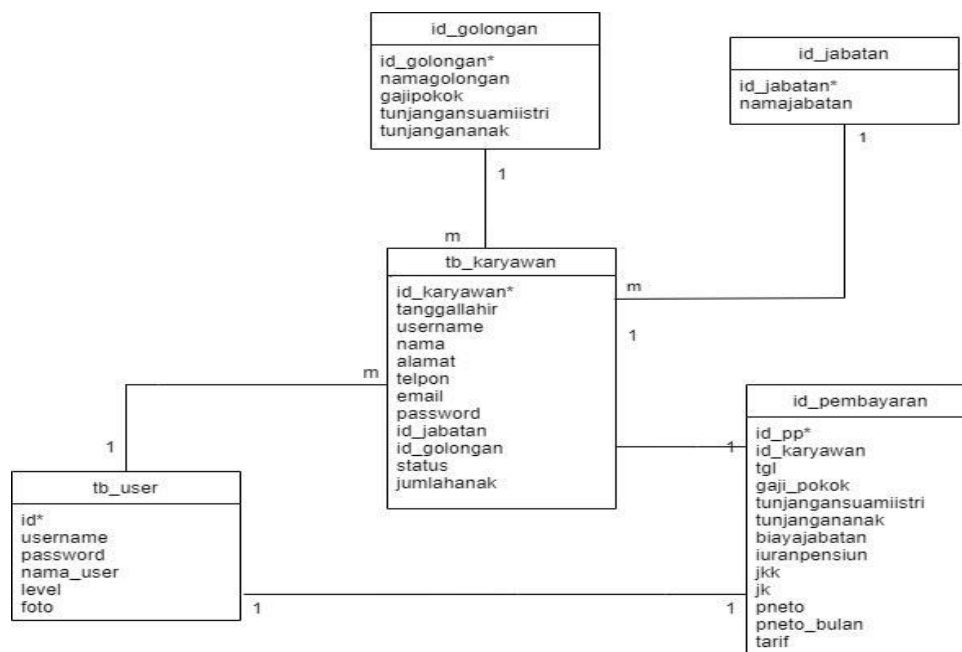 id_golongan
id_golongan*
namagolongan
gajipokok
tunjangansuamiistri
tunjangananak
1
m
id_jabatan
id_jabatan*
namajabatan
1
m
tb_karyawan
id_karyawan*
tanggallahir
username
nama
alamat
telpon
email
password
id_jabatan
id_golongan
status
jumlahanak
1
m
1
1
tb_user
id*
username
password
nama_user
level
foto
1
1
id_pembayaran
id_pp*
id_karyawan
tgl
gaji_pokok
tunjangansuamiistri
tunjangananak
biayajabatan
iuranpensiun
jkk
jk
pneto
pneto_bulan
tarif